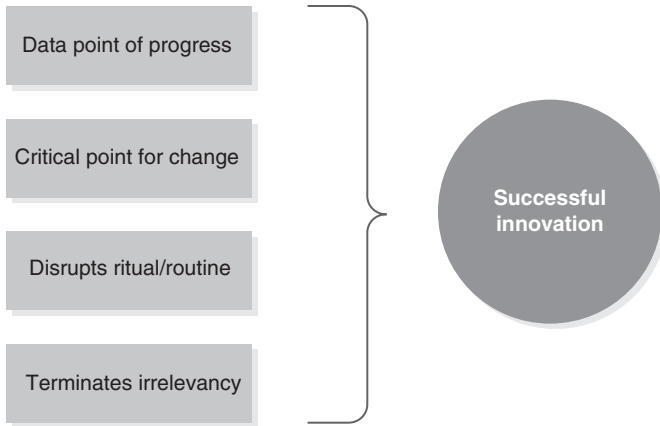 Data point of progress
Critical point for change
Disrupts ritual/routine
Terminates irrelevancy
Successful
innovation